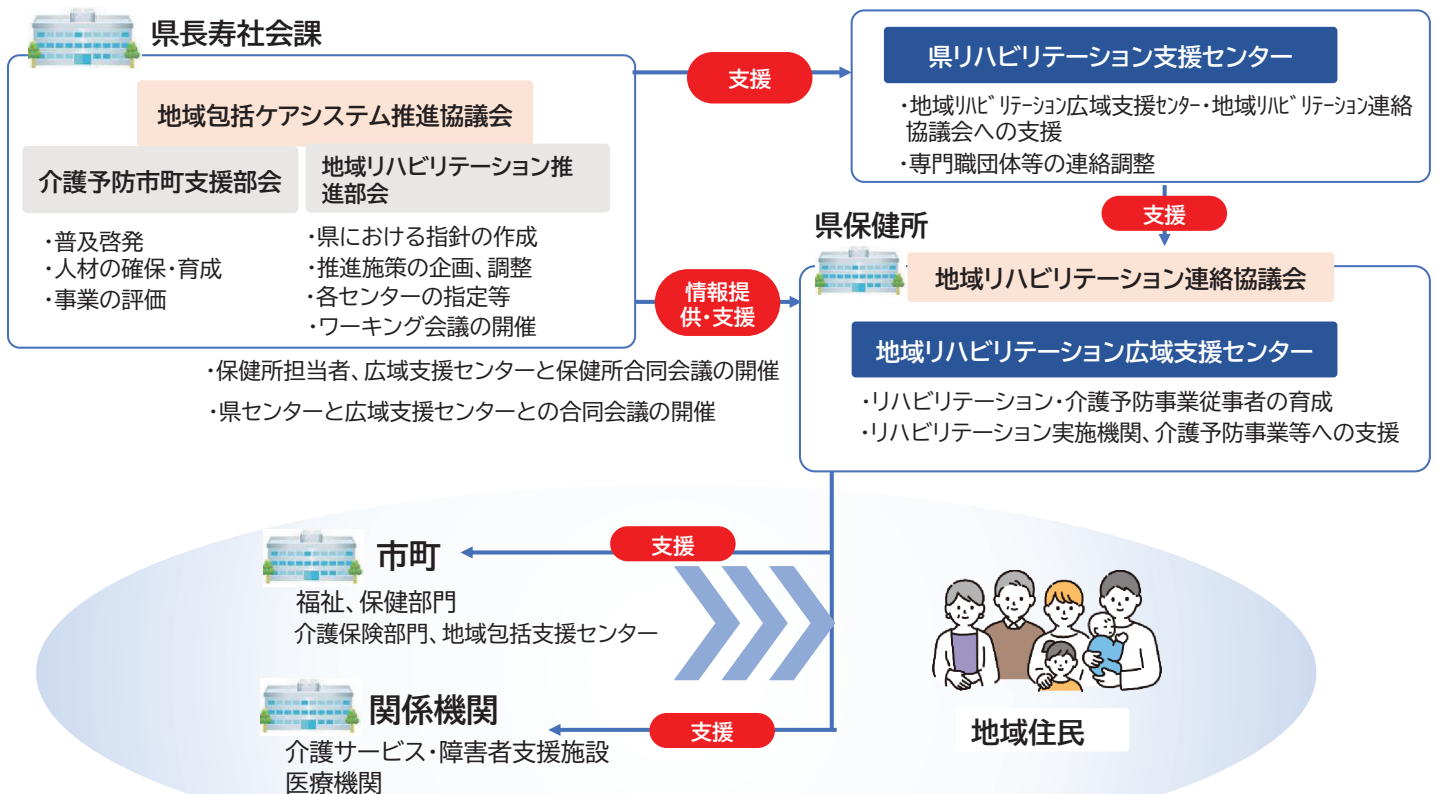 県長寿社会課
地域包括ケアシステム推進協議会
介護予防市町支援部会
・普及啓発
・人材の確保・育成
・事業の評価
地域リハビリテーション推
進部会
・県における指針の作成
・推進施策の企画、調整
・各センターの指定等
・ワーキング会議の開催
支援
県リハビリテーション支援センター
・地域ﾘﾊﾋﾞﾘﾃｰｼｮﾝ広域支援ｾﾝﾀｰ・地域ﾘﾊﾋﾞﾘﾃｰｼｮﾝ連絡
協議会への支援
・専門職団体等の連絡調整
支援
情報提
供・支援
県保健所
地域リハビリテーション連絡協議会
地域リハビリテーション広域支援センター
・リハビリテーション・介護予防事業従事者の育成
・リハビリテーション実施機関、介護予防事業等への支援
・保健所担当者、広域支援センターと保健所合同会議の開催
・県センターと広域支援センターとの合同会議の開催
市町
支援
福祉、保健部門
介護保険部門、地域包括支援センター
関係機関
支援
介護サービス・障害者支援施設
医療機関
地域住民